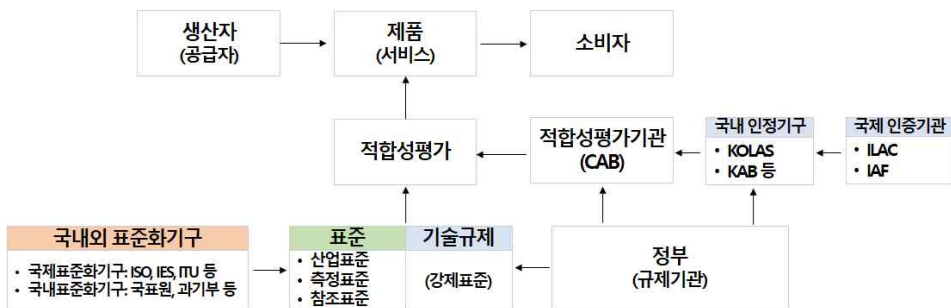 생산자
(공급자)
제품
(서비스)
소비자
적합성평가
적합성평가기관
(CAB)
국내 인정기구
• KOLAS
• KAB 등
국제 인증기관
• ILAC
• IAF
국내외 표준화기구
• 국제표준화기구: ISO, IES, ITU 등
• 국내표준화기구: 국표원, 과기부 등
표준
• 산업표준
• 측정표준
• 참조표준
기술규제
(강제표준)
정부
(규제기관)